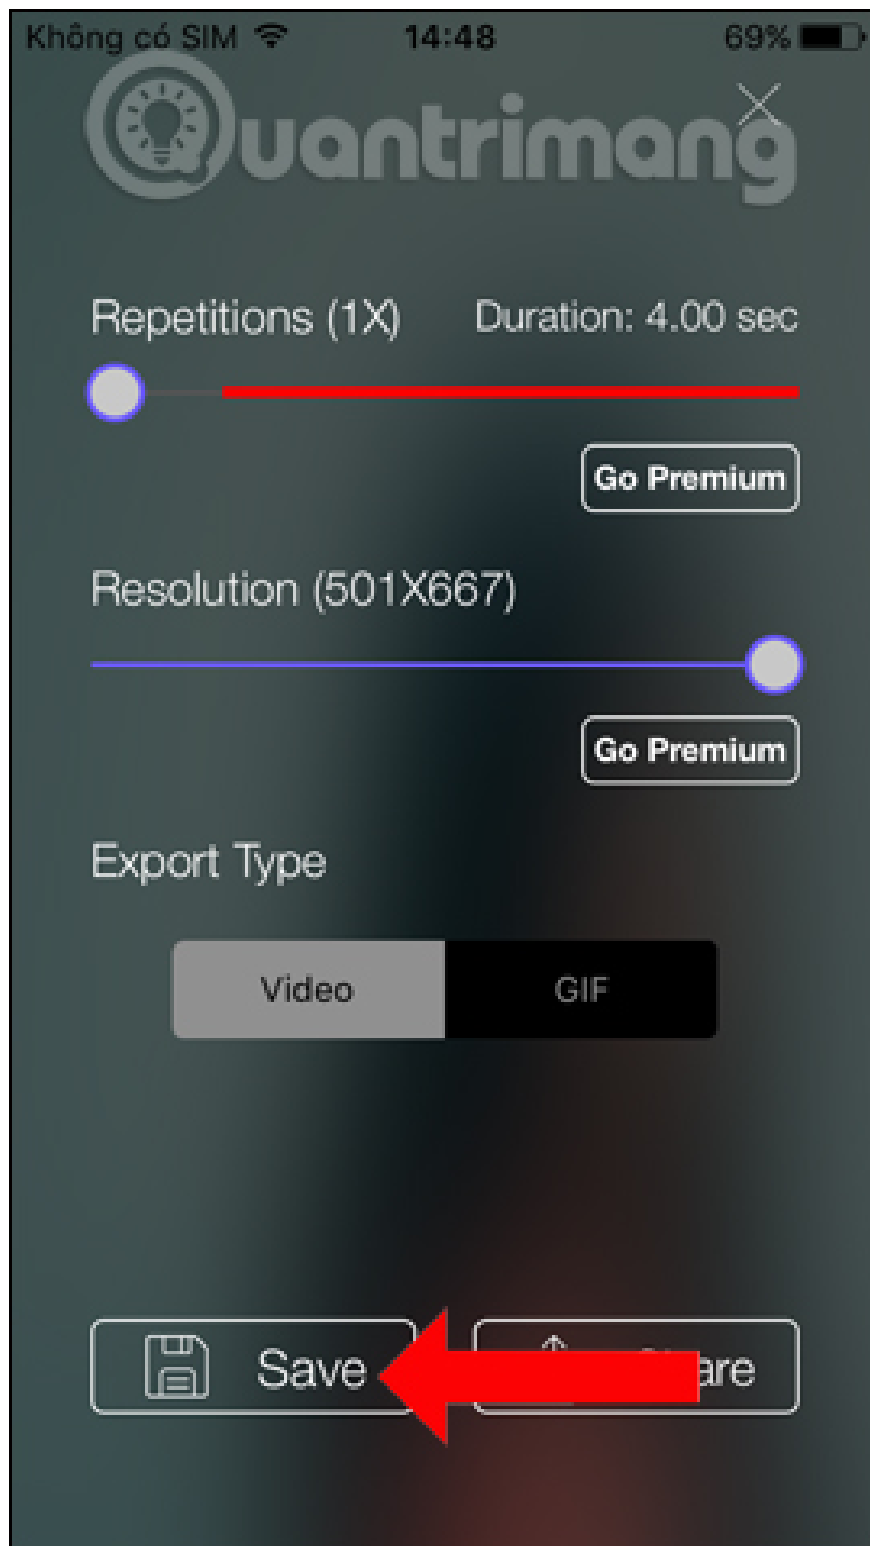 Không có SIM 14:48 69%
Quantrimang
Repetitions (1X) Duration: 4.00 sec
Go Premium
Resolution (501X667)
Go Premium
Export Type
Video GIF
Save